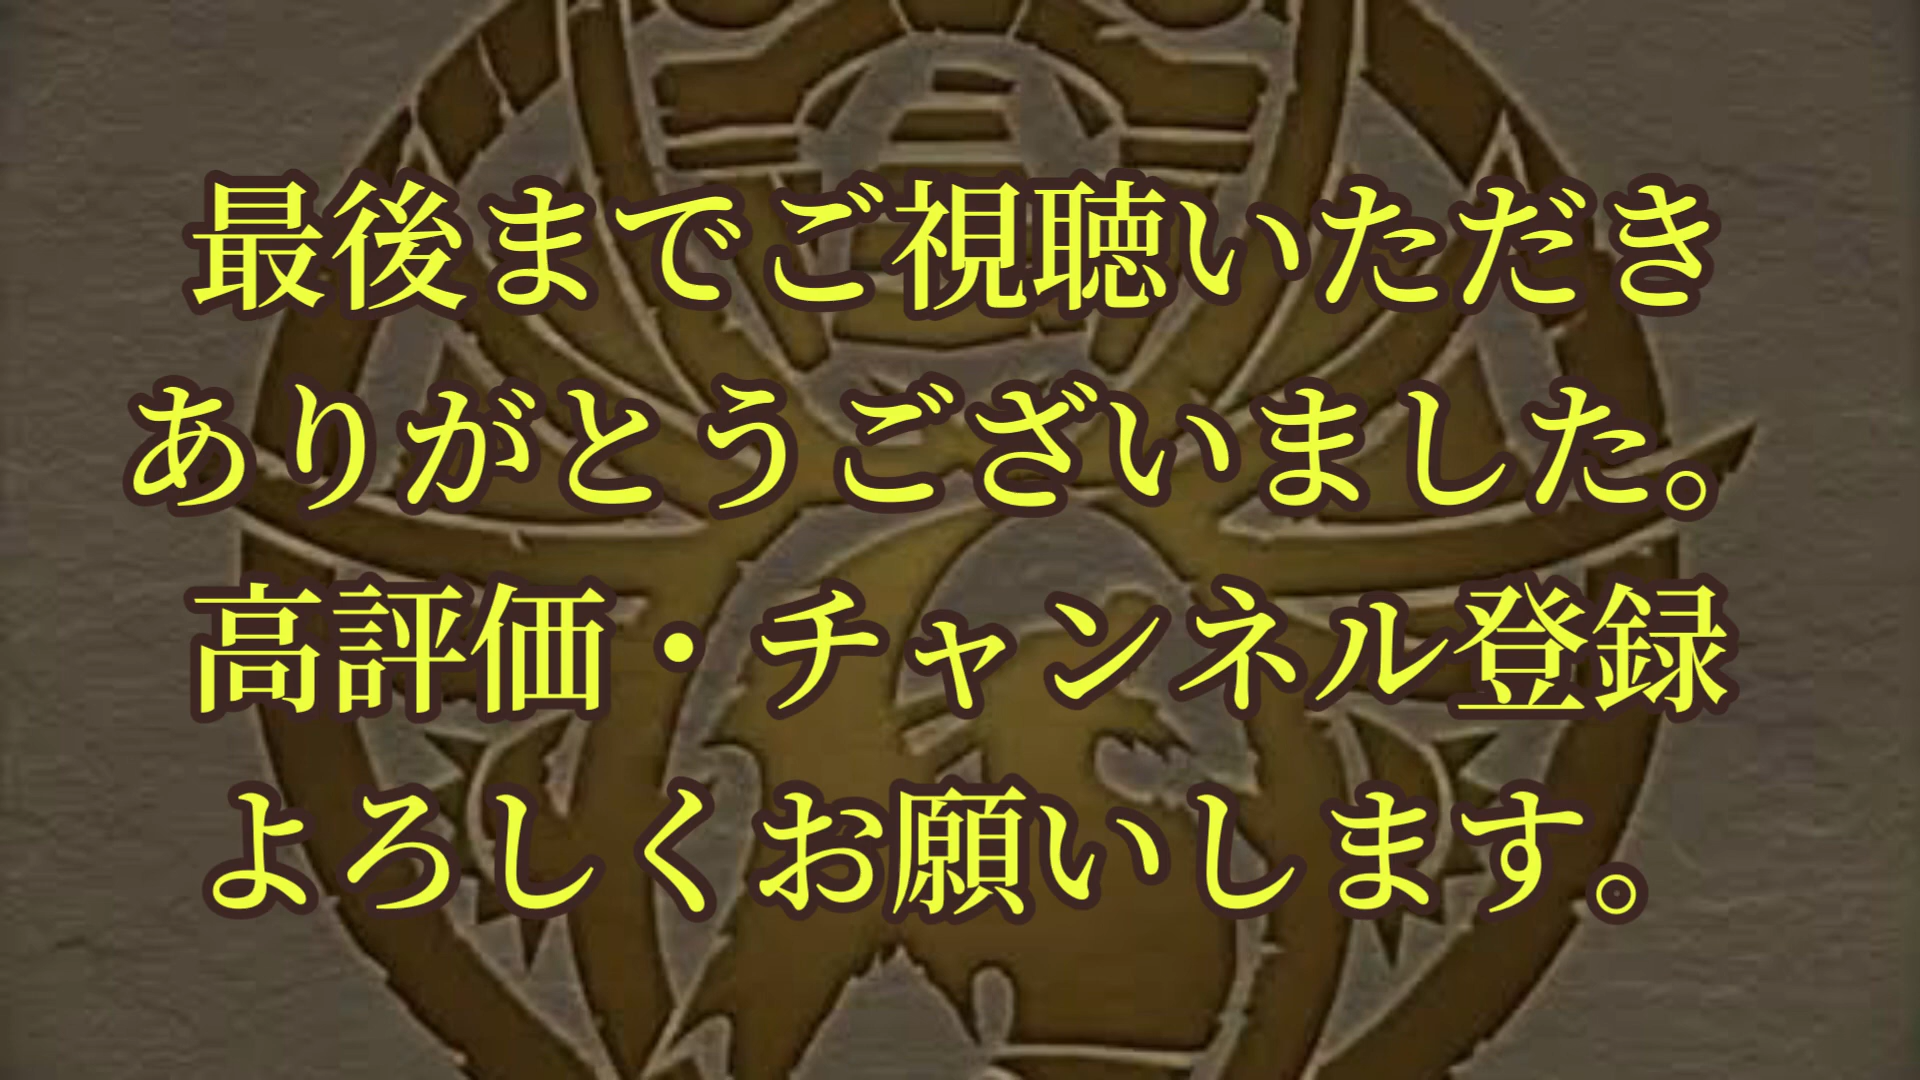 最後までご視聴いただき
ありがとうございました。
高評価・チャンネル登録
よろしくお願いします。